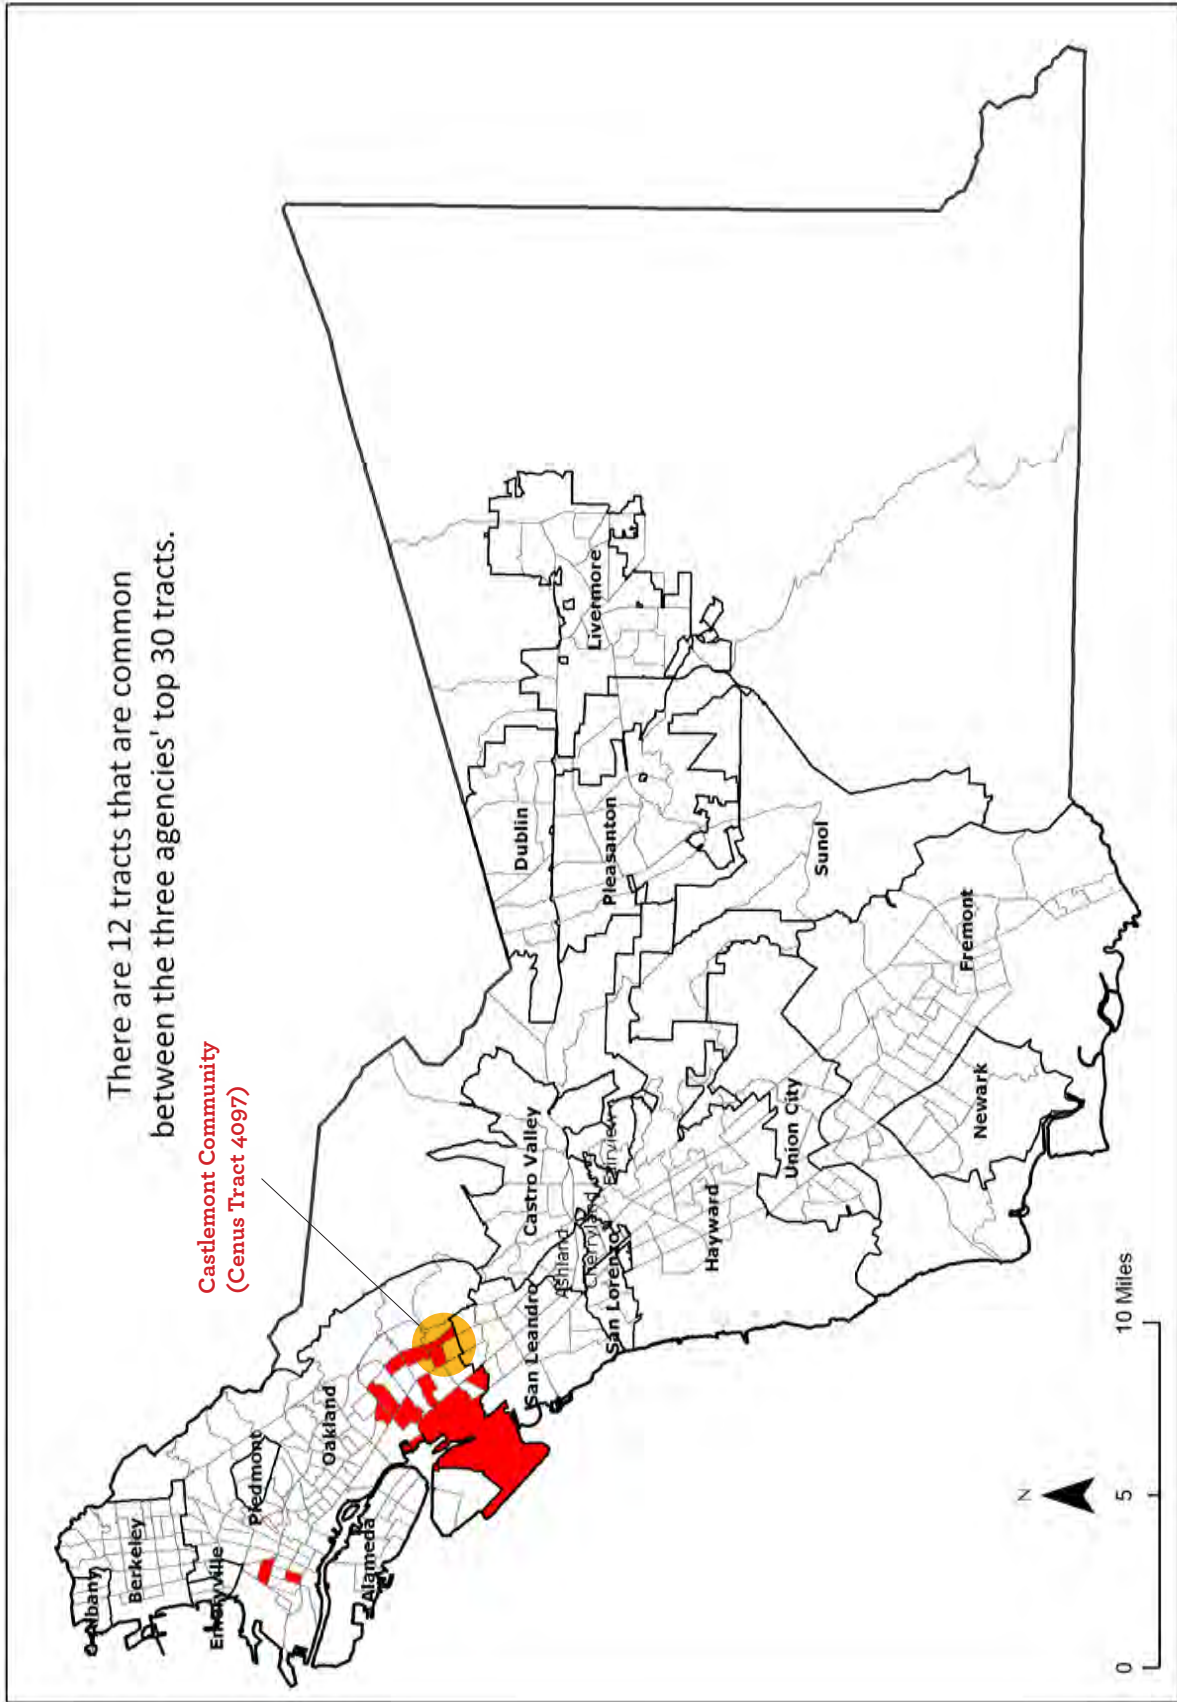 There are 12 tracts that are common
between the three agencies' top 30 tracts.
Castlemont Community
(Cenus Tract 4097)
Albany
Berkeley
Emeryville
Piedmont
Oakland
Alameda
San Leandro
Castro Valley
Ashland
Cherryland
Fairview
San Lorenzo
Hayward
Dublin
Pleasanton
Livermore
Sunol
Union City
Newark
Fremont
N
0 5 10 Miles